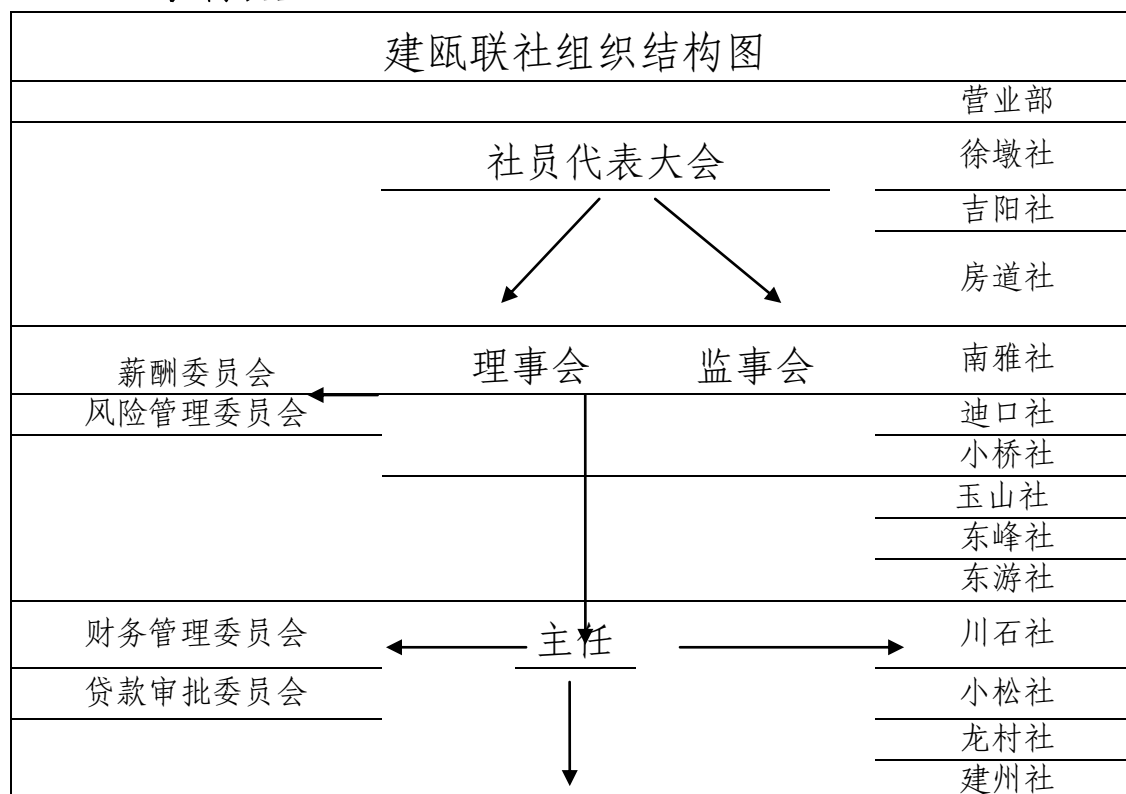 建瓯联社组织结构图
营业部
社员代表大会
徐墩社
吉阳社
房道社
薪酬委员会
理事会
监事会
南雅社
风险管理委员会
迪口社
小桥社
玉山社
东峰社
东游社
财务管理委员会
主任
川石社
贷款审批委员会
小松社
龙村社
建州社